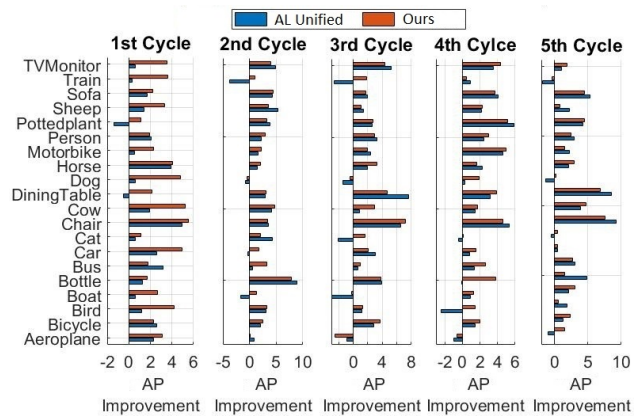 AL Unified Ours
1st Cycle 2nd Cycle 3rd Cycle 4th Cylce 5th Cycle
TVMonitor
Train
Sofa
Sheep
Pottedplant
Person
Motorbike
Horse
Dog
DiningTable
Cow
Chair
Cat
Car
Bus
Bottle
Boat
Bird
Bicycle
Aeroplane
-2 2 6 -5 0 5 10 0 4 8 0 2 4 6 0 5 10
AP AP AP AP AP
Improvement Improvement Improvement Improvement Improvement